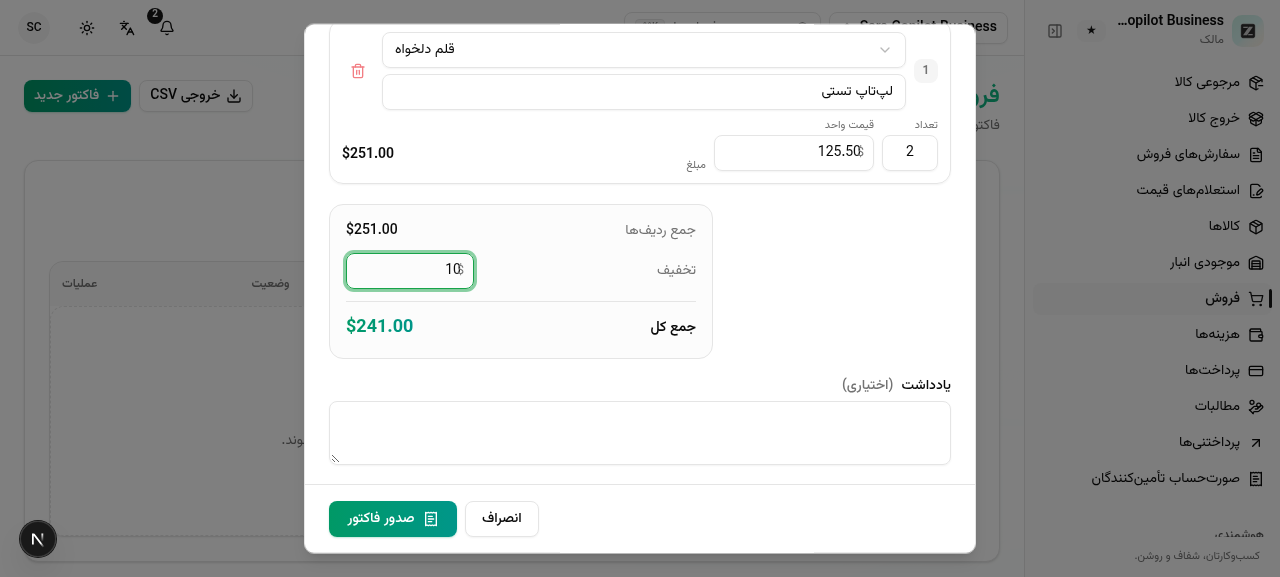 SC
2
Sara Copilot Business
...opilot Business
مالک
مرجوعی کالا
خروج کالا
سفارش‌های فروش
استعلام‌های قیمت
کالاها
موجودی انبار
فروش
هزینه‌ها
پرداخت‌ها
مطالبات
پرداختنی‌ها
صورت‌حساب تأمین‌کنندگان
هوشمندی
کسب‌وکارتان، شفاف و روشن.
خروجی CSV
فاکتور جدید
وضعیت
عملیات
قلم دلخواه
1
لپ‌تاپ تستی
تعداد
قیمت واحد
2
125.50
$
مبلغ
$251.00
جمع ردیف‌ها
$251.00
تخفیف
10
$
جمع کل
$241.00
یادداشت (اختیاری)
انصراف
صدور فاکتور
N